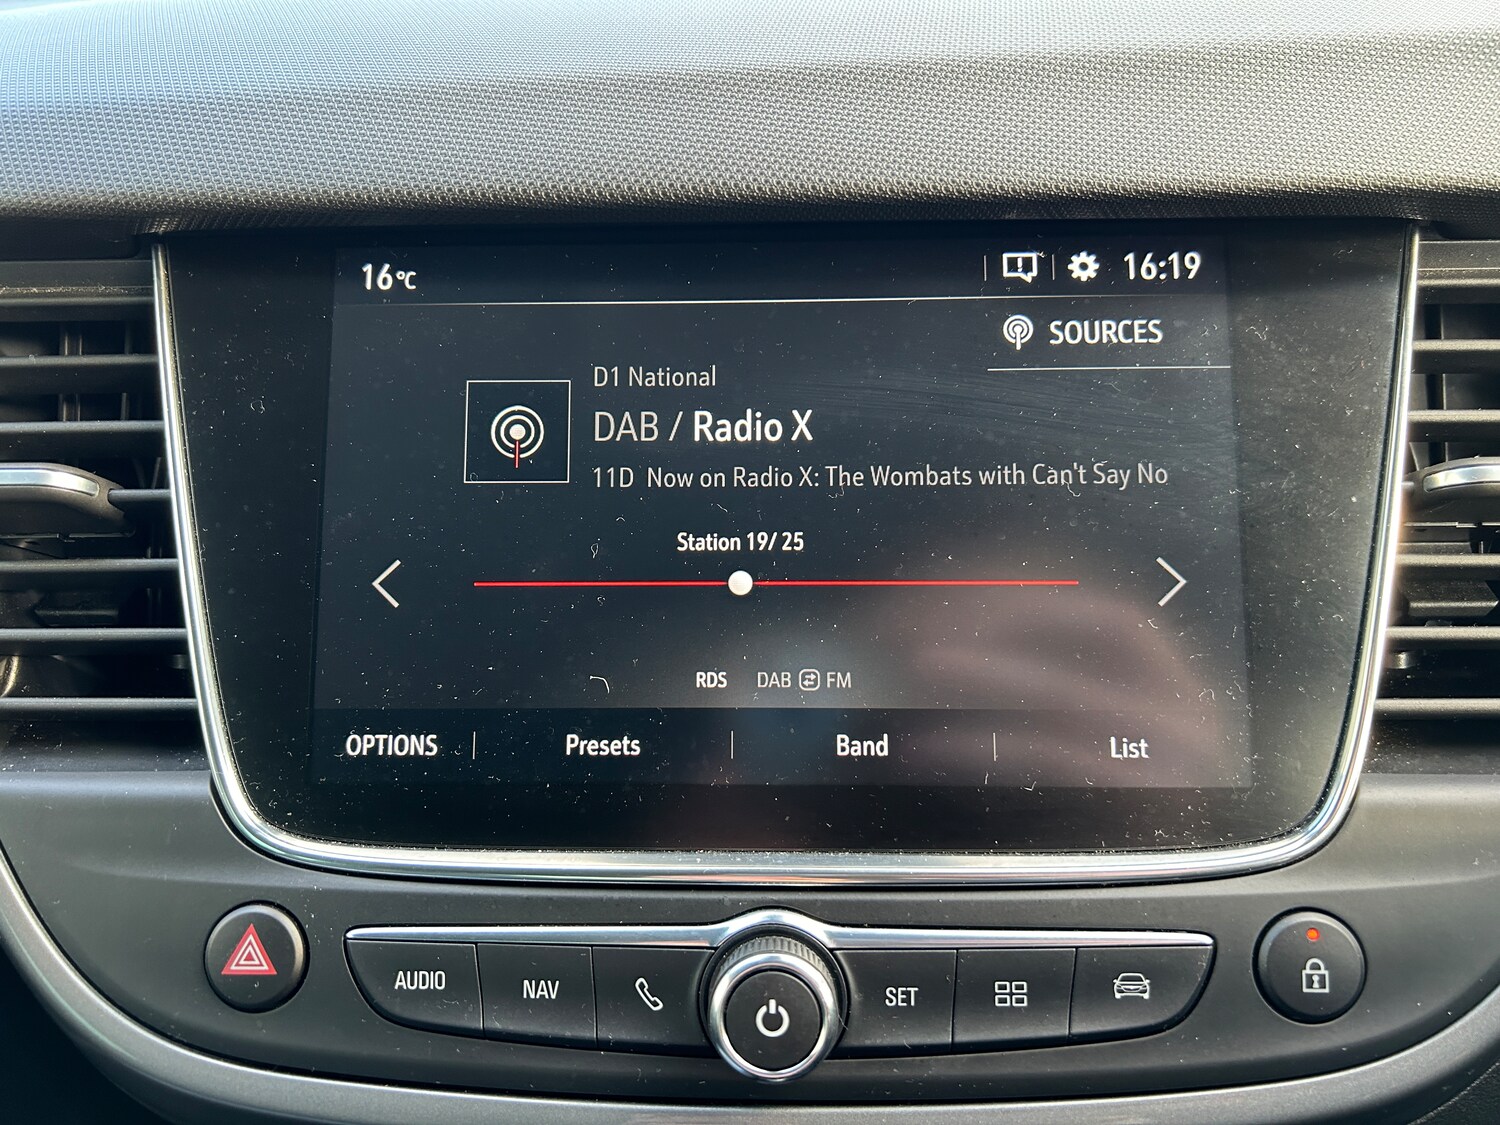 16°C
16:19
SOURCES
D1 National
DAB / Radio X
11D Now on Radio X: The Wombats with Can't Say No
Station 19/ 25
RDS DAB FM
OPTIONS Presets Band List
AUDIO NAV SET